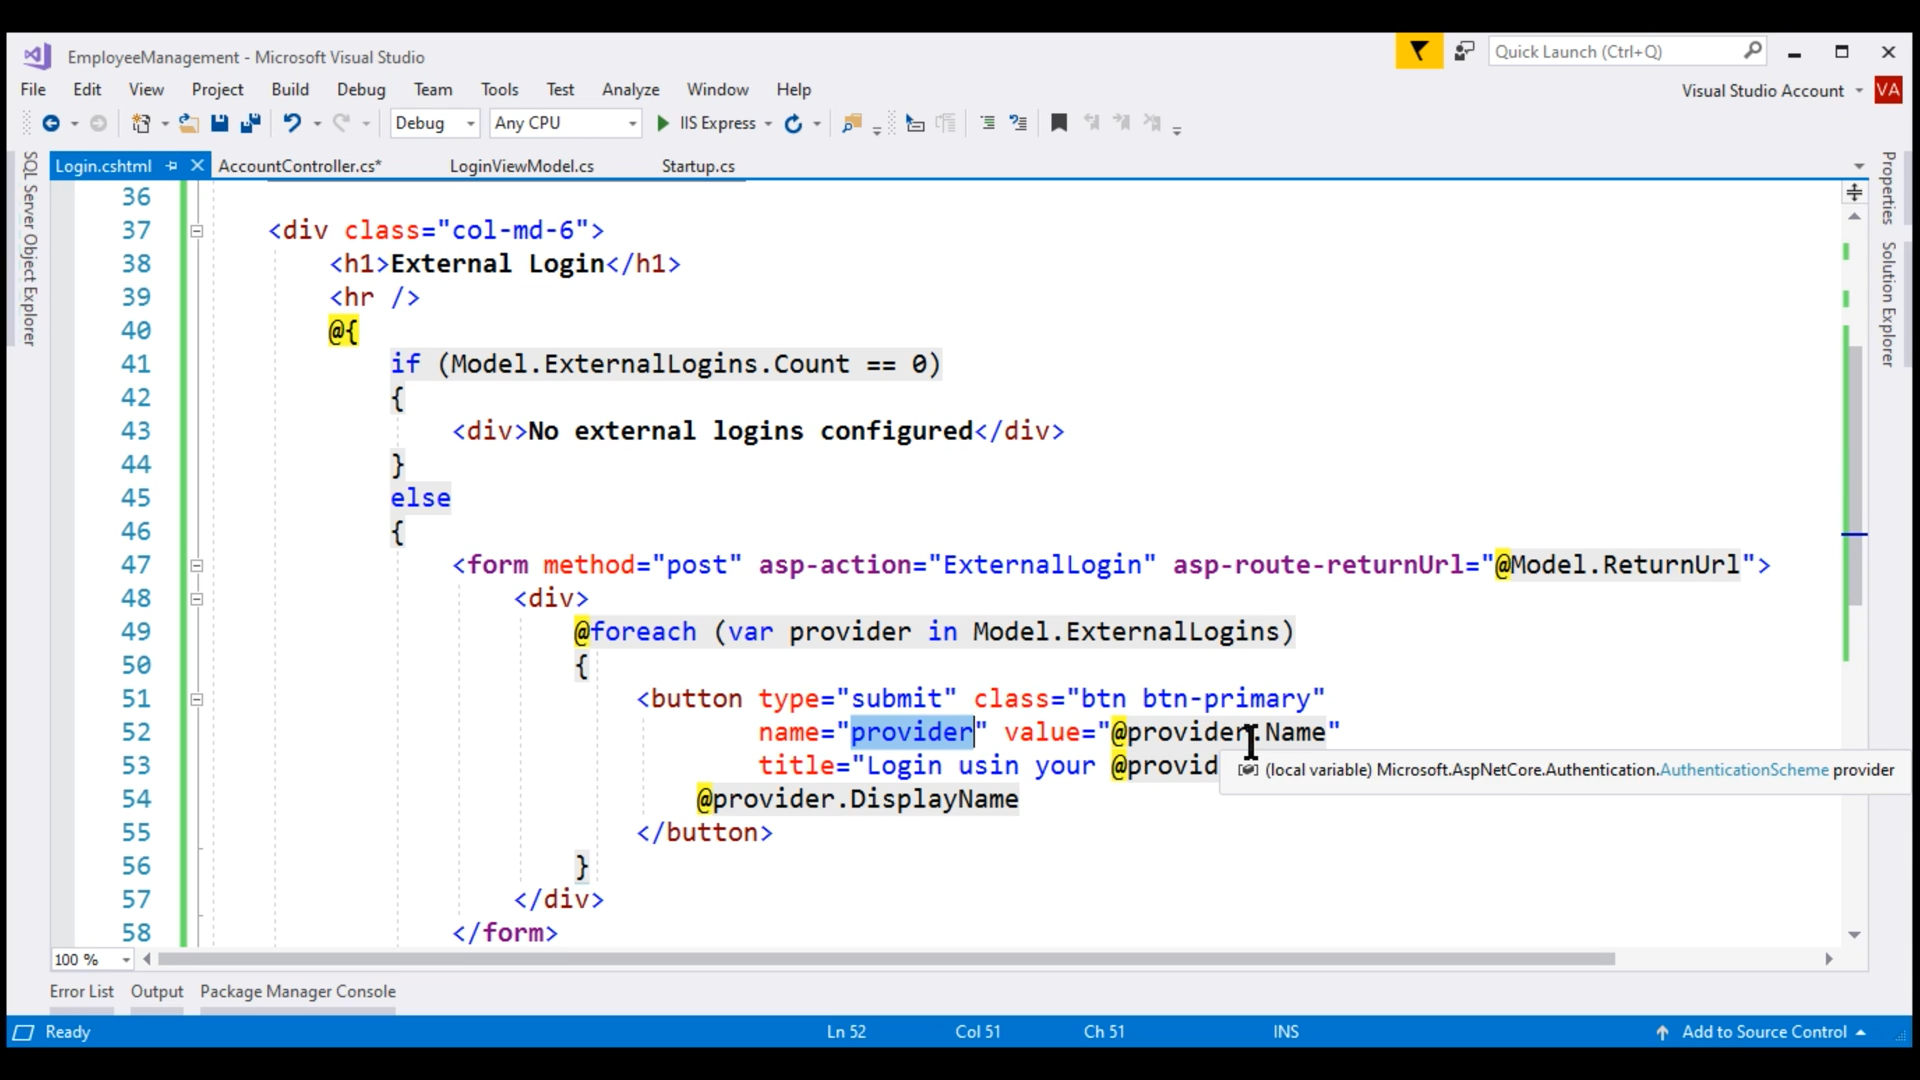 EmployeeManagement - Microsoft Visual Studio
Quick Launch (Ctrl+Q)
File Edit View Project Build Debug Team Tools Test Analyze Window Help
Visual Studio Account VA
Debug Any CPU IIS Express
SQL Server Object Explorer
Login.cshtml AccountController.cs* LoginViewModel.cs Startup.cs
Properties
Solution Explorer
36
37 <div class="col-md-6">
38 <h1>External Login</h1>
39 <hr />
40 @{
41 if (Model.ExternalLogins.Count == 0)
42 {
43 <div>No external logins configured</div>
44 }
45 else
46 {
47 <form method="post" asp-action="ExternalLogin" asp-route-returnUrl="@Model.ReturnUrl">
48 <div>
49 @foreach (var provider in Model.ExternalLogins)
50 {
51 <button type="submit" class="btn btn-primary"
52 name="provider" value="@provider.Name"
53 title="Login usin your @provid
(local variable) Microsoft.AspNetCore.Authentication.AuthenticationScheme provider
54 @provider.DisplayName
55 </button>
56 }
57 </div>
58 </form>
100 %
Error List Output Package Manager Console
Ready Ln 52 Col 51 Ch 51 INS Add to Source Control